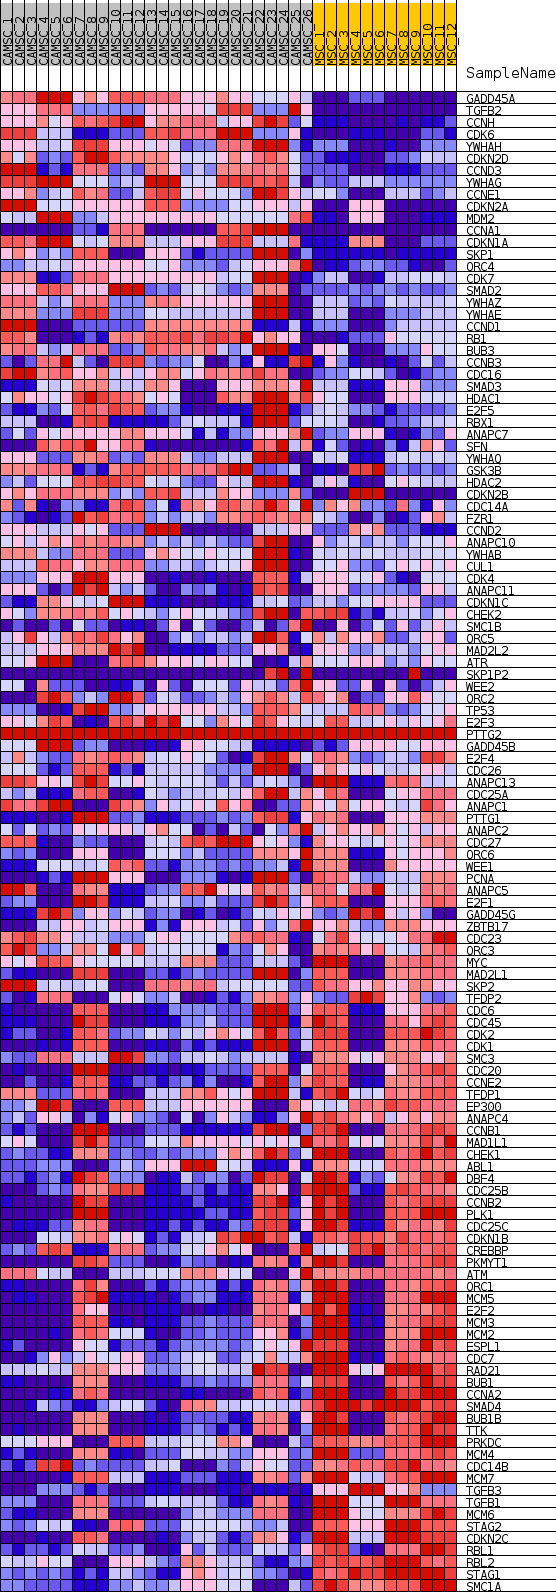 CAMSC_1
CAMSC_2
CAMSC_3
CAMSC_4
CAMSC_5
CAMSC_6
CAMSC_7
CAMSC_8
CAMSC_9
CAMSC_10
CAMSC_11
CAMSC_12
CAMSC_13
CAMSC_14
CAMSC_15
CAMSC_16
CAMSC_17
CAMSC_18
CAMSC_19
CAMSC_20
CAMSC_21
CAMSC_22
CAMSC_23
CAMSC_24
CAMSC_25
CAMSC_26
MSC_1
MSC_2
MSC_3
MSC_4
MSC_5
MSC_6
MSC_7
MSC_8
MSC_9
MSC_10
MSC_11
MSC_12
SampleName
GADD45A
TGFB2
CCNH
CDK6
YWHAH
CDKN2D
CCND3
YWHAG
CCNE1
CDKN2A
MDM2
CCNA1
CDKN1A
SKP1
ORC4
CDK7
SMAD2
YWHAZ
YWHAE
CCND1
RB1
BUB3
CCNB3
CDC16
SMAD3
HDAC1
E2F5
RBX1
ANAPC7
SFN
YWHAQ
GSK3B
HDAC2
CDKN2B
CDC14A
FZR1
CCND2
ANAPC10
YWHAB
CUL1
CDK4
ANAPC11
CDKN1C
CHEK2
SMC1B
ORC5
MAD2L2
ATR
SKP1P2
WEE2
ORC2
TP53
E2F3
PTTG2
GADD45B
E2F4
CDC26
ANAPC13
CDC25A
ANAPC1
PTTG1
ANAPC2
CDC27
ORC6
WEE1
PCNA
ANAPC5
E2F1
GADD45G
ZBTB17
CDC23
ORC3
MYC
MAD2L1
SKP2
TFDP2
CDC6
CDC45
CDK2
CDK1
SMC3
CDC20
CCNE2
TFDP1
EP300
ANAPC4
CCNB1
MAD1L1
CHEK1
ABL1
DBF4
CDC25B
CCNB2
PLK1
CDC25C
CDKN1B
CREBBP
PKMYT1
ATM
ORC1
MCM5
E2F2
MCM3
MCM2
ESPL1
CDC7
RAD21
BUB1
CCNA2
SMAD4
BUB1B
TTK
PRKDC
MCM4
CDC14B
MCM7
TGFB3
TGFB1
MCM6
STAG2
CDKN2C
RBL1
RBL2
STAG1
SMC1A